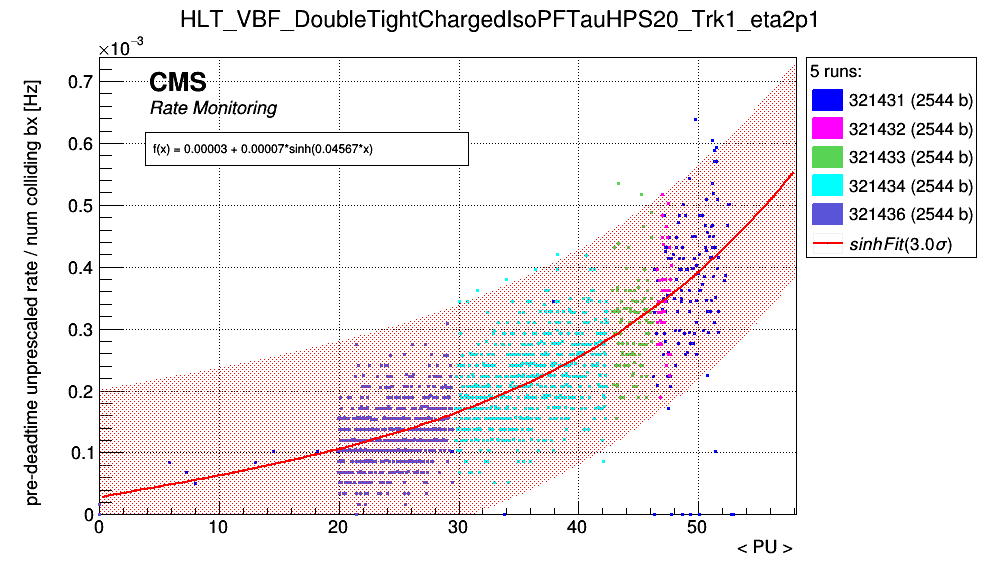 HLT_VBF_DoubleTightChargedIsoPFTauHPS20_Trk1_eta2p1
×10⁻³
pre-deadtime unprescaled rate / num colliding bx [Hz]
0.7
0.6
0.5
0.4
0.3
0.2
0.1
0
CMS
Rate Monitoring
f(x) = 0.00003 + 0.00007*sinh(0.04567*x)
0 10 20 30 40 50
< PU >
5 runs:
321431 (2544 b)
321432 (2544 b)
321433 (2544 b)
321434 (2544 b)
321436 (2544 b)
sinhFit(3.0σ)